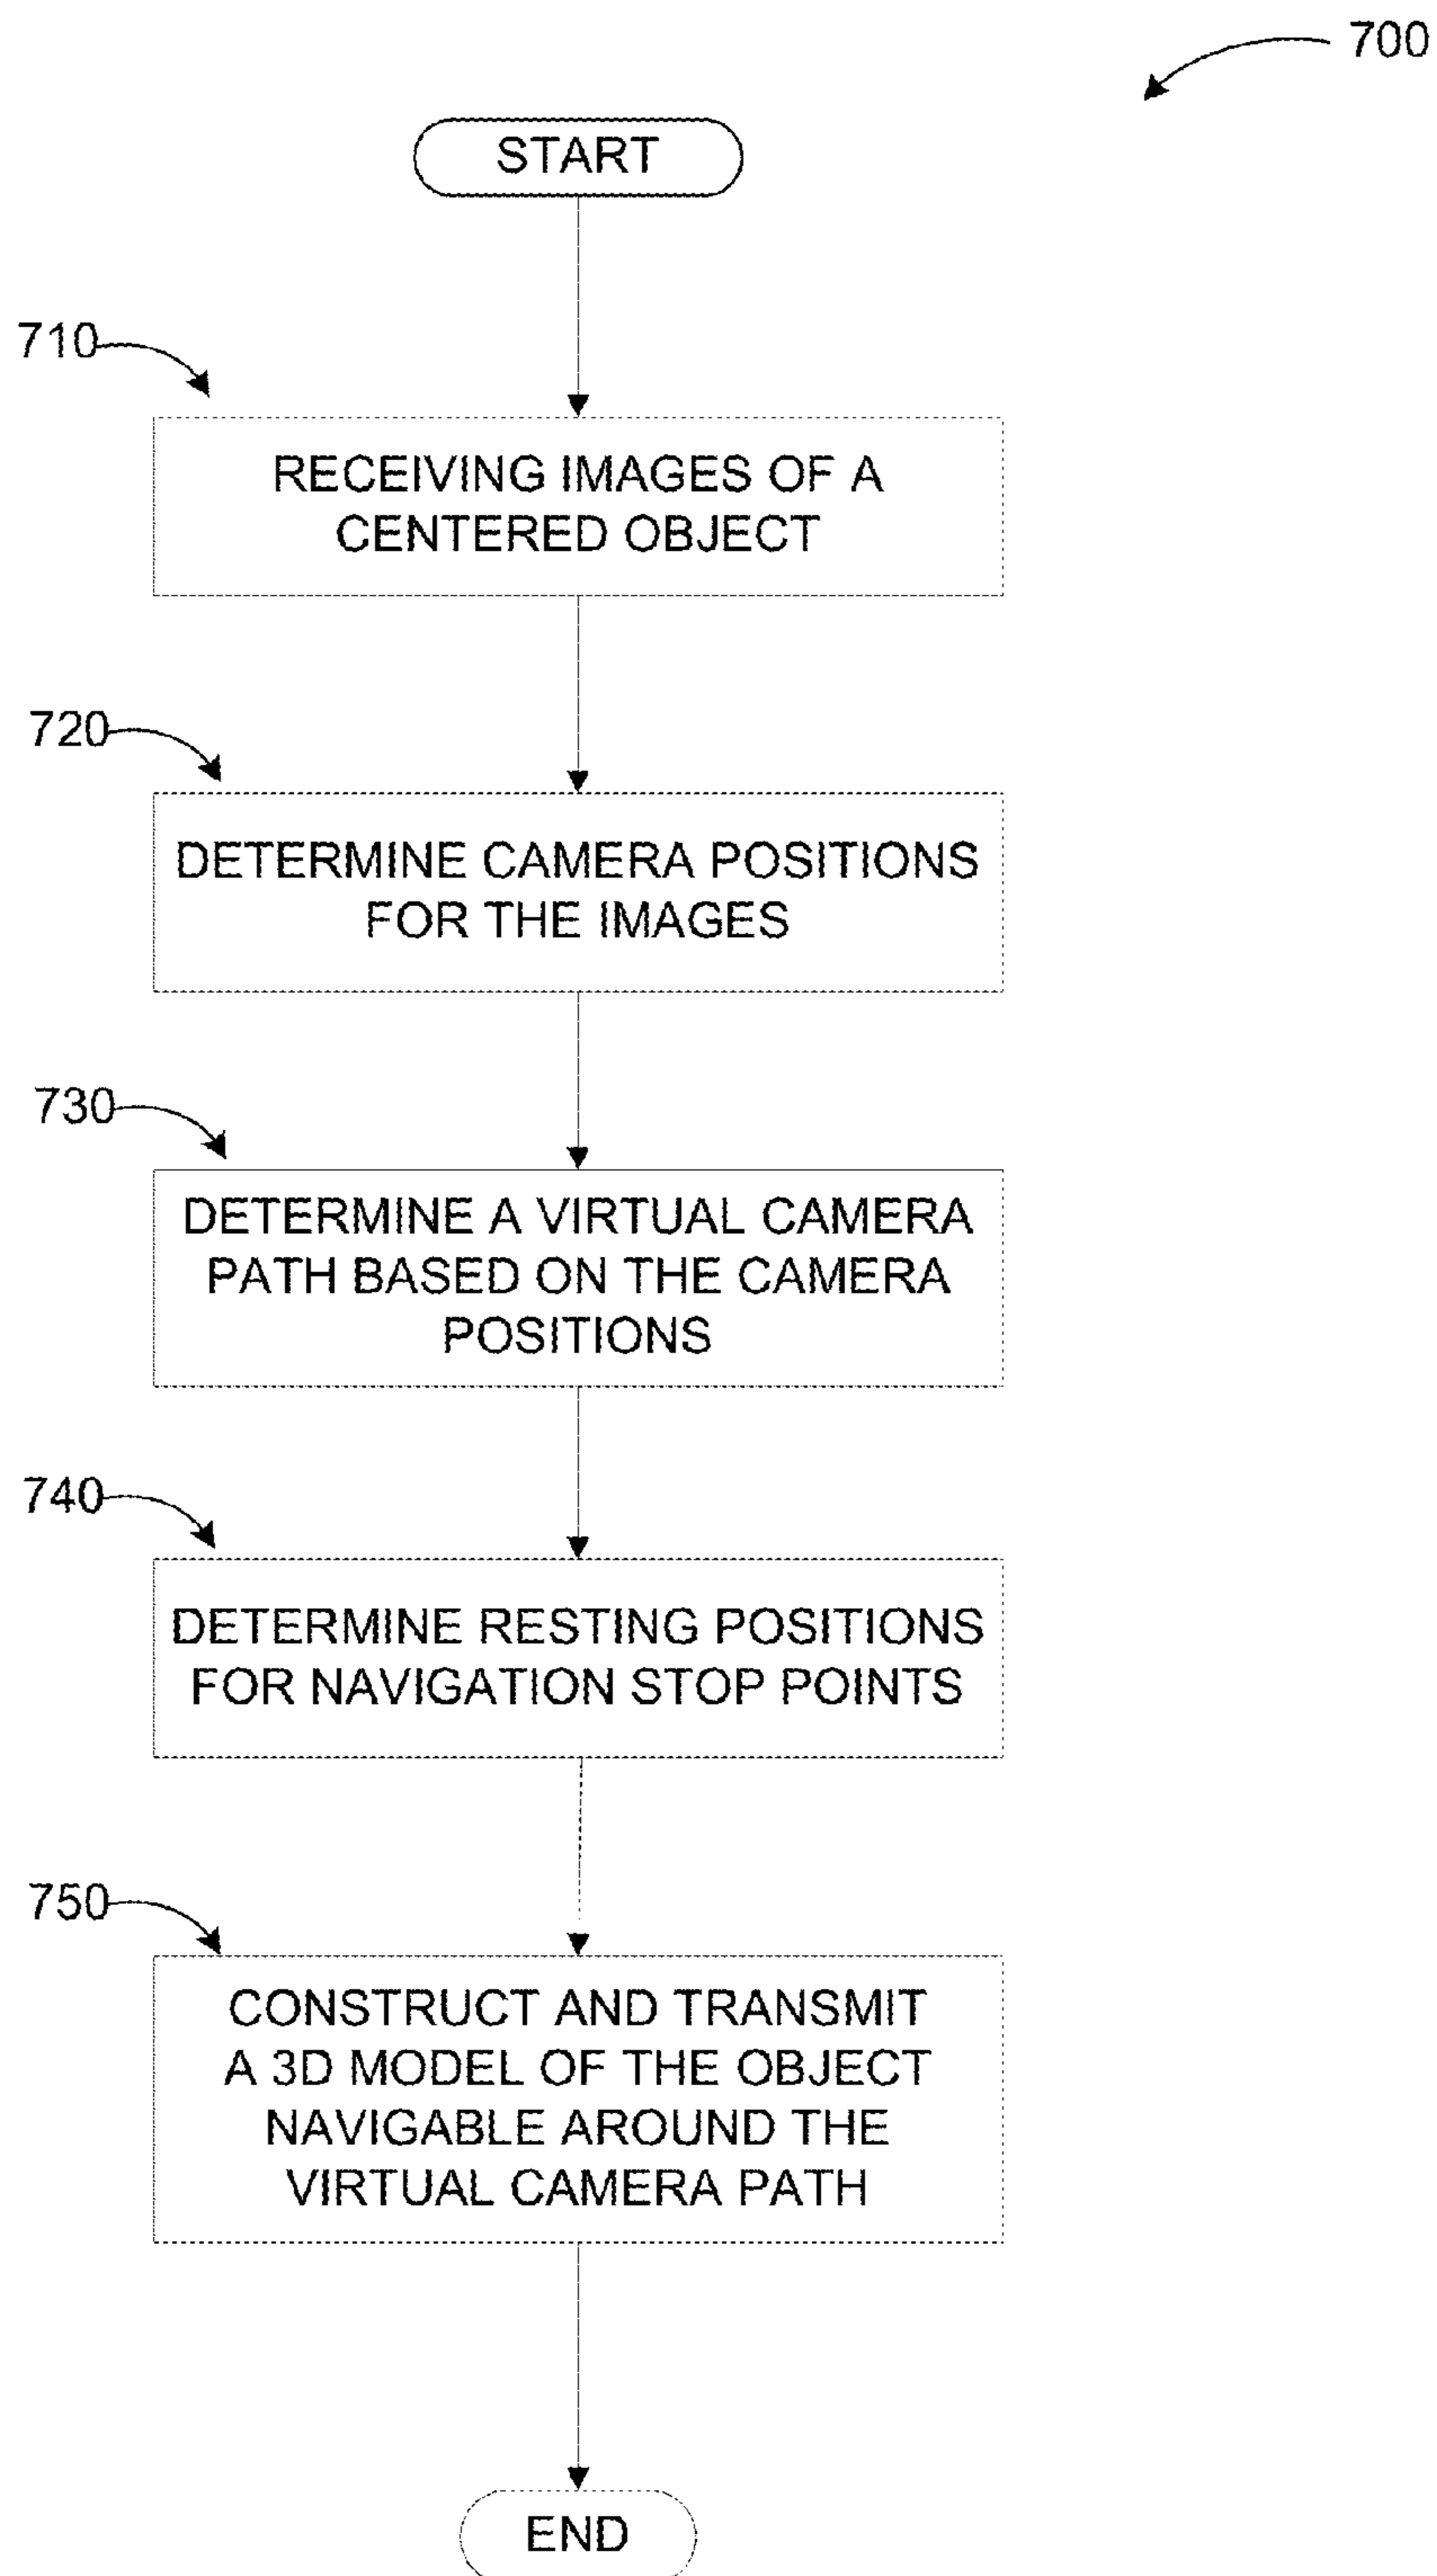 700
START
710
RECEIVING IMAGES OF A
CENTERED OBJECT
720
DETERMINE CAMERA POSITIONS
FOR THE IMAGES
730
DETERMINE A VIRTUAL CAMERA
PATH BASED ON THE CAMERA
POSITIONS
740
DETERMINE RESTING POSITIONS
FOR NAVIGATION STOP POINTS
750
CONSTRUCT AND TRANSMIT
A 3D MODEL OF THE OBJECT
NAVIGABLE AROUND THE
VIRTUAL CAMERA PATH
END